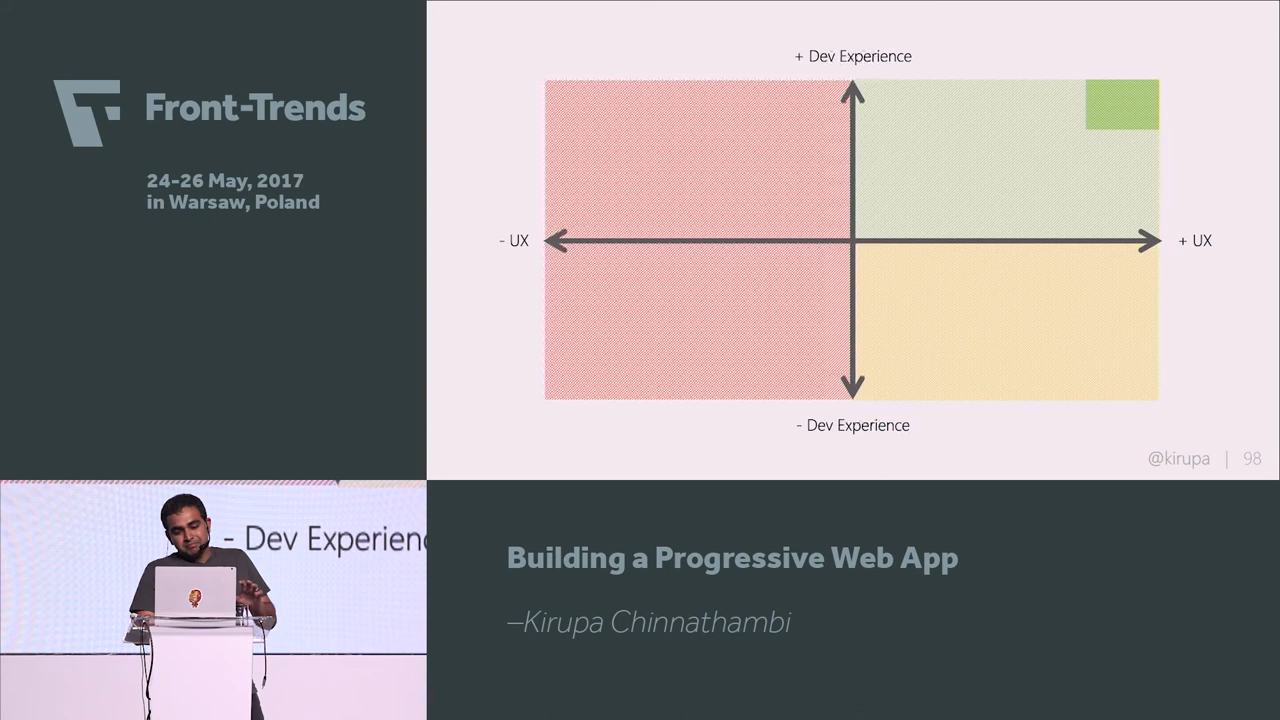 Front-Trends
24-26 May, 2017
in Warsaw, Poland
+ Dev Experience
- UX
+ UX
- Dev Experience
@kirupa | 98
- Dev Experienc
Building a Progressive Web App
–Kirupa Chinnathambi